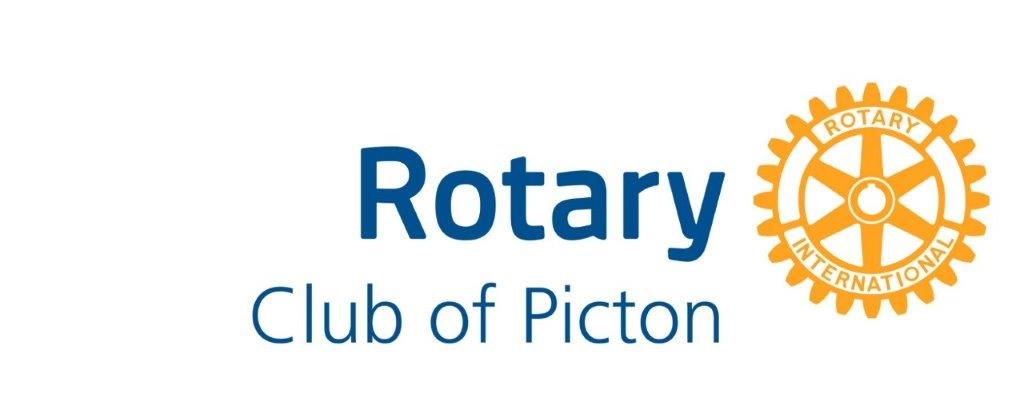 Rotary
Club of Picton
ROTARY
INTERNATIONAL